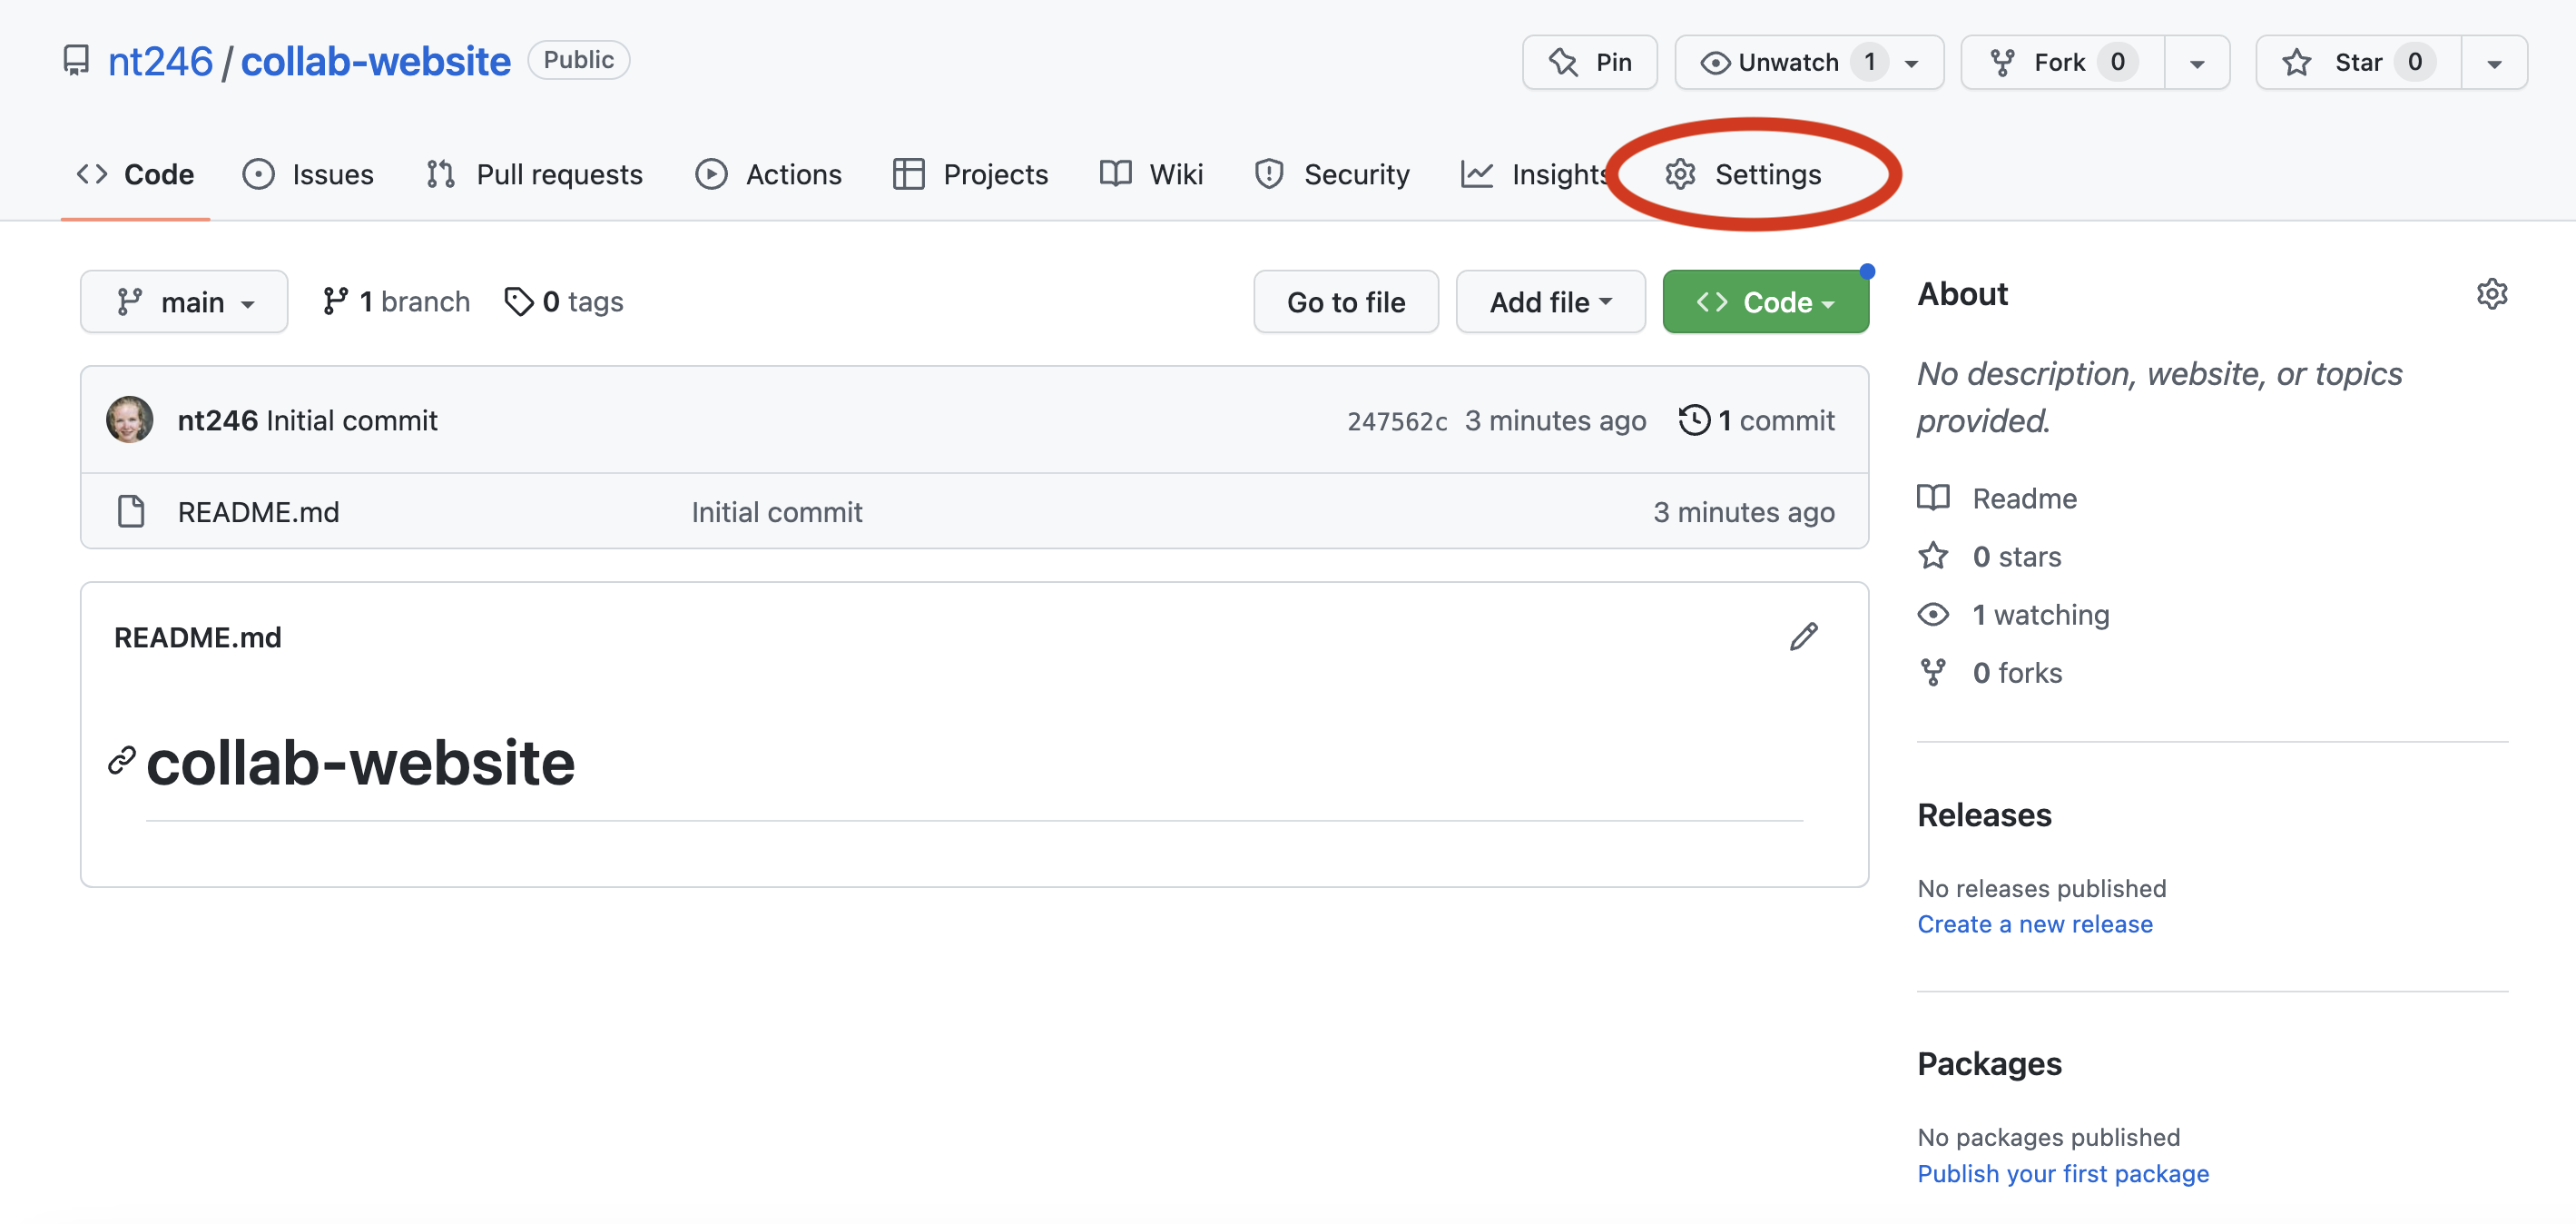 nt246 / collab-website Public Pin Unwatch 1 Fork 0 Star 0
Code Issues Pull requests Actions Projects Wiki Security Insights Settings
main 1 branch 0 tags Go to file Add file Code
nt246 Initial commit 247562c 3 minutes ago 1 commit
README.md Initial commit 3 minutes ago
README.md
collab-website
About
No description, website, or topics
provided.
Readme
0 stars
1 watching
0 forks
Releases
No releases published
Create a new release
Packages
No packages published
Publish your first package